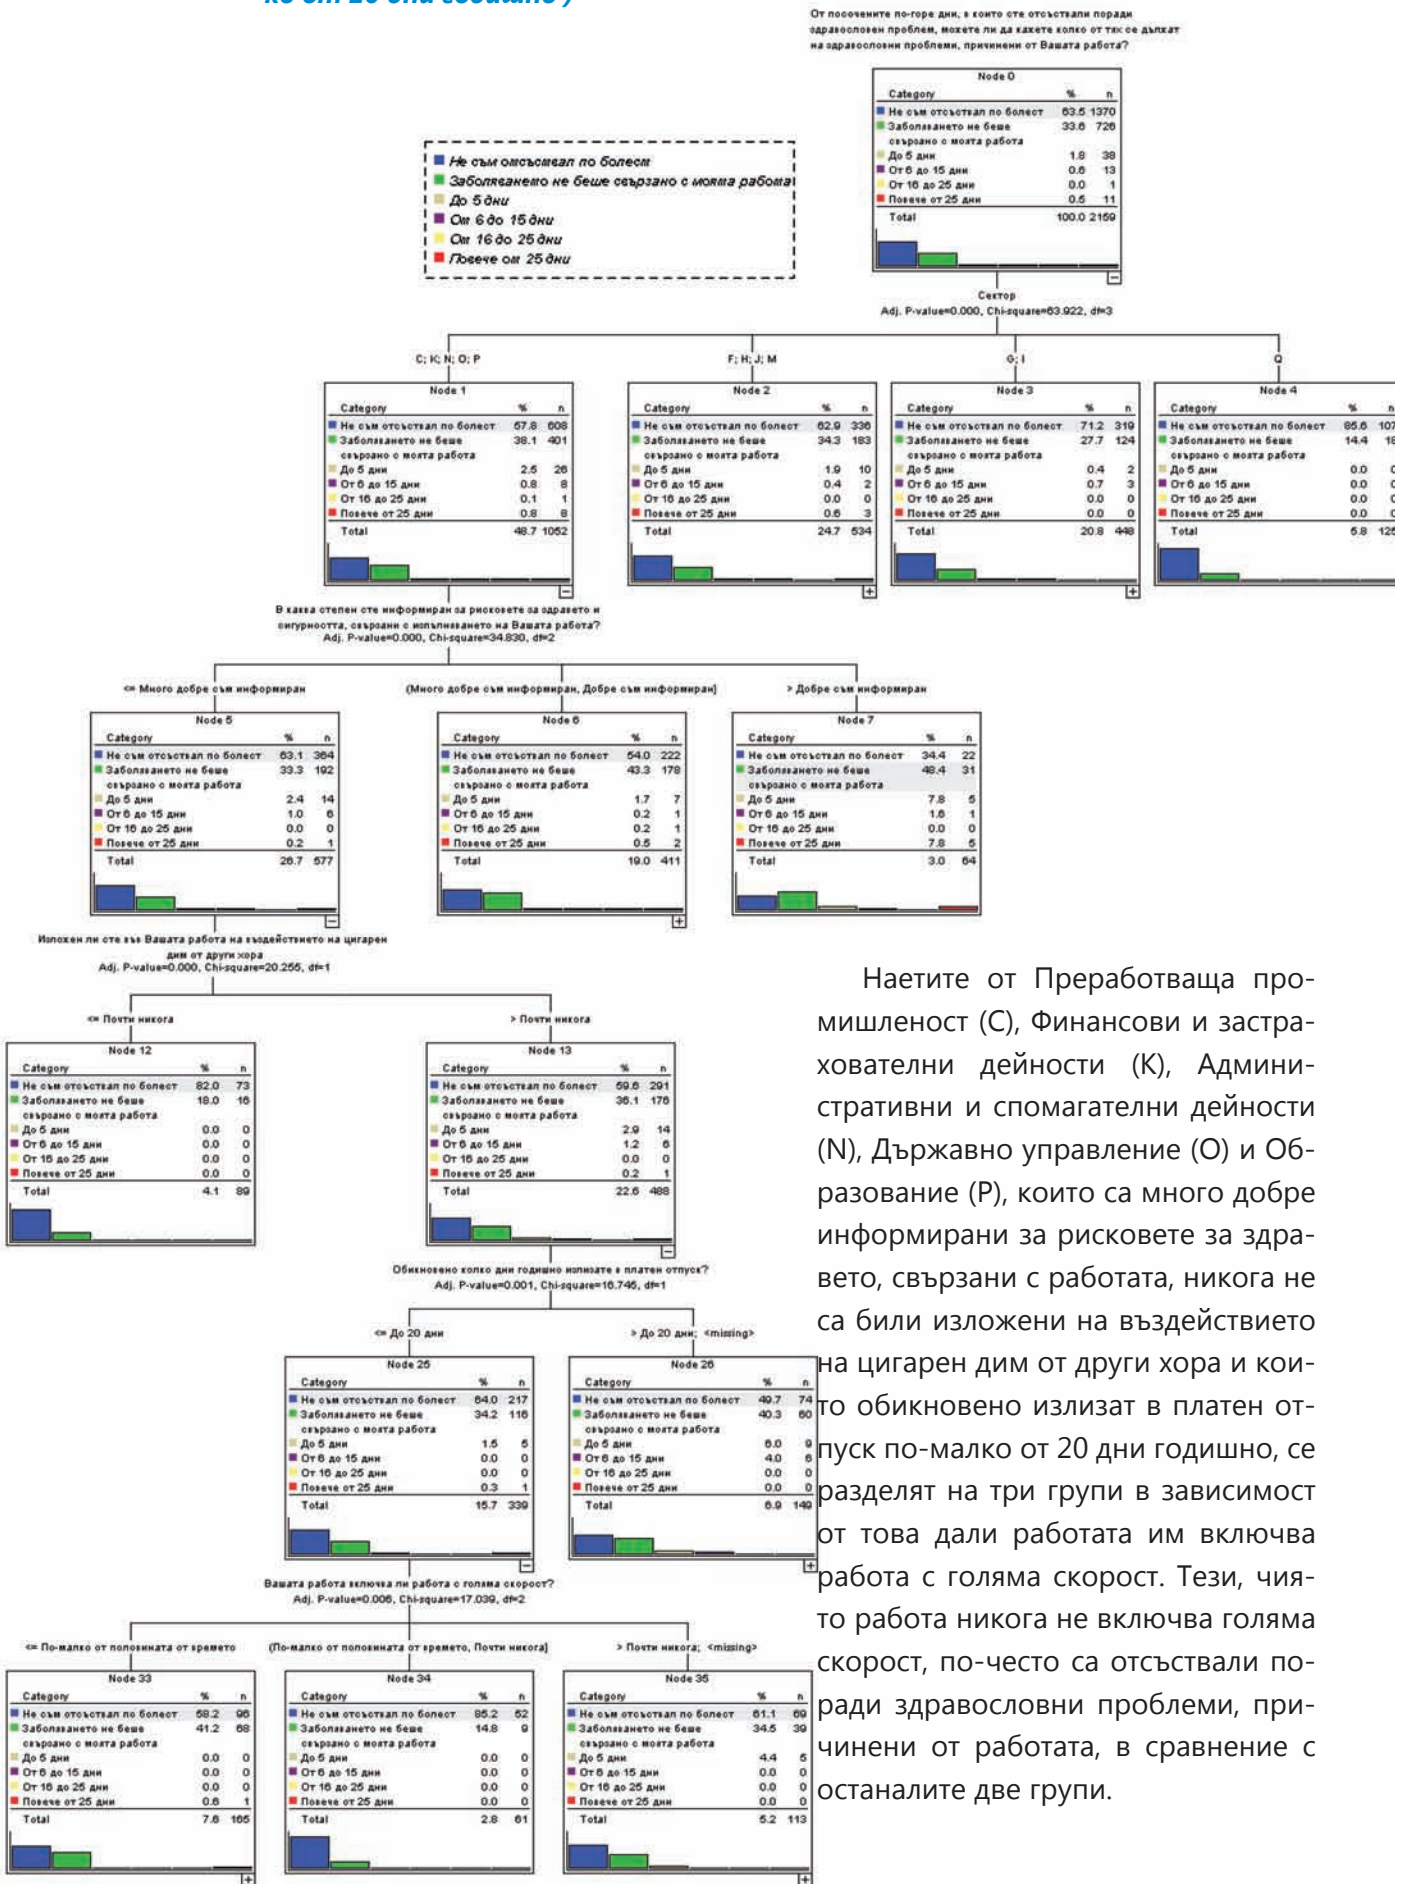 ко от 20 дни годишно)
От посочените по-горе дни, в които сте отсъствали поради
здравословен проблем, можете ли да кажете колко от тях се дължат
на здравословни проблеми, причинени от Вашата работа?
Node 0
Category % n
Не съм отсъствал по болест 63.5 1370
Заболяването не беше 33.6 726
свързано с моята работа
До 5 дни 1.8 38
От 6 до 15 дни 0.6 13
От 16 до 25 дни 0.0 1
Повече от 25 дни 0.5 11
Total 100.0 2159
Не съм отсъствал по болест
Заболяването не беше свързано с моята работа
До 5 дни
От 6 до 15 дни
От 16 до 25 дни
Повече от 25 дни
Сектор
Adj. P-value=0.000, Chi-square=63.922, df=3
C; K; N; O; P
Node 1
Category % n
Не съм отсъствал по болест 57.8 608
Заболяването не беше 38.1 401
свързано с моята работа
До 5 дни 2.5 26
От 6 до 15 дни 0.8 8
От 16 до 25 дни 0.1 1
Повече от 25 дни 0.8 8
Total 48.7 1052
F; H; J; M
Node 2
Category % n
Не съм отсъствал по болест 62.9 336
Заболяването не беше 34.3 183
свързано с моята работа
До 5 дни 1.9 10
От 6 до 15 дни 0.4 2
От 16 до 25 дни 0.0 0
Повече от 25 дни 0.6 3
Total 24.7 534
G; I
Node 3
Category % n
Не съм отсъствал по болест 71.2 319
Заболяването не беше 27.7 124
свързано с моята работа
До 5 дни 0.4 2
От 6 до 15 дни 0.7 3
От 16 до 25 дни 0.0 0
Повече от 25 дни 0.0 0
Total 20.8 448
Q
Node 4
Category %
Не съм отсъствал по болест 85.6 107
Заболяването не беше 14.4 18
свързано с моята работа
До 5 дни 0.0 0
От 6 до 15 дни 0.0 0
От 16 до 25 дни 0.0 0
Повече от 25 дни 0.0 0
Total 5.8 125
В каква степен сте информиран за рисковете за здравето и
сигурността, свързани с изпълняването на Вашата работа?
Adj. P-value=0.000, Chi-square=34.830, df=2
<= Много добре съм информиран
Node 5
Category % n
Не съм отсъствал по болест 63.1 364
Заболяването не беше 33.3 192
свързано с моята работа
До 5 дни 2.4 14
От 6 до 15 дни 1.0 6
От 16 до 25 дни 0.0 0
Повече от 25 дни 0.2 1
Total 26.7 577
(Много добре съм информиран, Добре съм информиран]
Node 6
Category % n
Не съм отсъствал по болест 54.0 222
Заболяването не беше 43.3 178
свързано с моята работа
До 5 дни 1.7 7
От 6 до 15 дни 0.2 1
От 16 до 25 дни 0.2 1
Повече от 25 дни 0.5 2
Total 19.0 411
> Добре съм информиран
Node 7
Category % n
Не съм отсъствал по болест 34.4 22
Заболяването не беше 48.4 31
свързано с моята работа
До 5 дни 7.8 5
От 6 до 15 дни 1.6 1
От 16 до 25 дни 0.0 0
Повече от 25 дни 7.8 5
Total 3.0 64
Изложен ли сте във Вашата работа на въздействието на цигарен
дим от други хора
Adj. P-value=0.000, Chi-square=20.255, df=1
<= Почти никога
Node 12
Category % n
Не съм отсъствал по болест 82.0 73
Заболяването не беше 18.0 16
свързано с моята работа
До 5 дни 0.0 0
От 6 до 15 дни 0.0 0
От 16 до 25 дни 0.0 0
Повече от 25 дни 0.0 0
Total 4.1 89
> Почти никога
Node 13
Category % n
Не съм отсъствал по болест 59.6 291
Заболяването не беше 36.1 176
свързано с моята работа
До 5 дни 2.9 14
От 6 до 15 дни 1.2 6
От 16 до 25 дни 0.0 0
Повече от 25 дни 0.2 1
Total 22.6 488
Обикновено колко дни годишно излизате в платен отпуск?
Adj. P-value=0.001, Chi-square=16.745, df=1
<= До 20 дни
Node 25
Category % n
Не съм отсъствал по болест 64.0 217
Заболяването не беше 34.2 116
свързано с моята работа
До 5 дни 1.5 5
От 6 до 15 дни 0.0 0
От 16 до 25 дни 0.0 0
Повече от 25 дни 0.3 1
Total 15.7 339
> До 20 дни; <missing>
Node 26
Category % n
Не съм отсъствал по болест 49.7 74
Заболяването не беше 40.3 60
свързано с моята работа
До 5 дни 6.0 9
От 6 до 15 дни 4.0 6
От 16 до 25 дни 0.0 0
Повече от 25 дни 0.0 0
Total 6.9 149
Вашата работа включва ли работа с голяма скорост?
Adj. P-value=0.006, Chi-square=17.039, df=2
<= По-малко от половината от времето
Node 33
Category % n
Не съм отсъствал по болест 58.2 96
Заболяването не беше 41.2 68
свързано с моята работа
До 5 дни 0.0 0
От 6 до 15 дни 0.0 0
От 16 до 25 дни 0.0 0
Повече от 25 дни 0.6 1
Total 7.6 165
(По-малко от половината от времето, Почти никога]
Node 34
Category % n
Не съм отсъствал по болест 85.2 52
Заболяването не беше 14.8 9
свързано с моята работа
До 5 дни 0.0 0
От 6 до 15 дни 0.0 0
От 16 до 25 дни 0.0 0
Повече от 25 дни 0.0 0
Total 2.8 61
> Почти никога; <missing>
Node 35
Category % n
Не съм отсъствал по болест 61.1 69
Заболяването не беше 34.5 39
свързано с моята работа
До 5 дни 4.4 5
От 6 до 15 дни 0.0 0
От 16 до 25 дни 0.0 0
Повече от 25 дни 0.0 0
Total 5.2 113
Наетите от Преработваща про-
мишленост (C), Финансови и застра-
хователни дейности (K), Админи-
стративни и спомагателни дейности
(N), Държавно управление (O) и Об-
разование (P), които са много добре
информирани за рисковете за здра-
вето, свързани с работата, никога не
са били изложени на въздействието
на цигарен дим от други хора и кои-
то обикновено излизат в платен от-
пуск по-малко от 20 дни годишно, се
разделят на три групи в зависимост
от това дали работата им включва
работа с голяма скорост. Тези, чия-
то работа никога не включва голяма
скорост, по-често са отсъствали по-
ради здравословни проблеми, при-
чинени от работата, в сравнение с
останалите две групи.